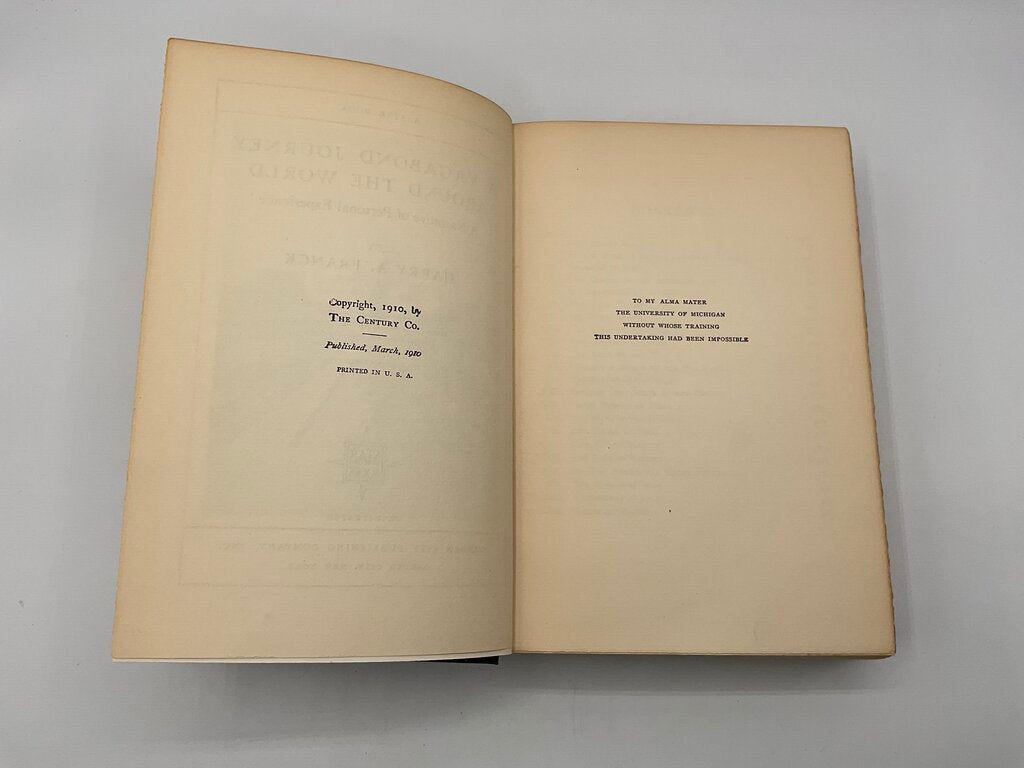 Copyright, 1910, by
THE CENTURY CO.
Published, March, 1910
PRINTED IN U. S. A.
TO MY ALMA MATER
THE UNIVERSITY OF MICHIGAN
WITHOUT WHOSE TRAINING
THIS UNDERTAKING HAD BEEN IMPOSSIBLE